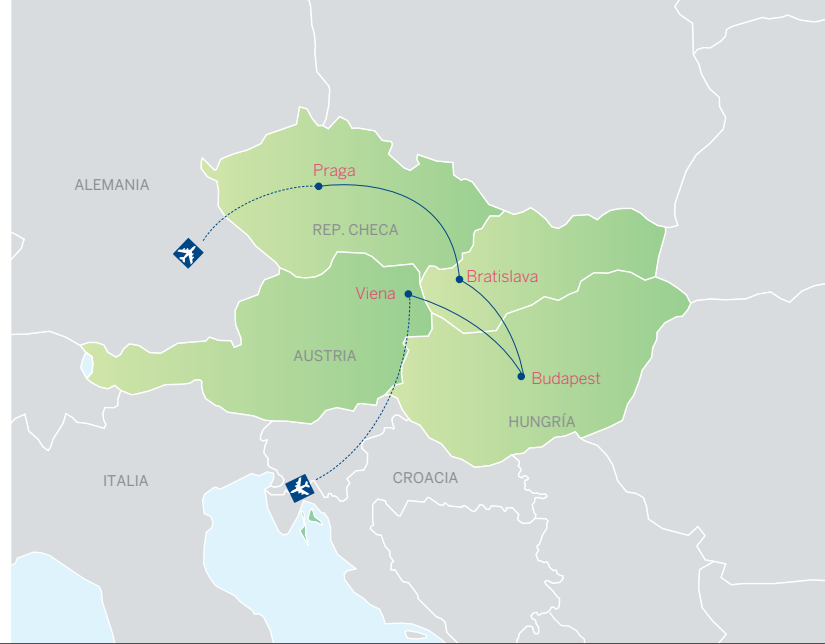 Praga
ALEMANIA
REP. CHECA
Bratislava
Viena
AUSTRIA
Budapest
HUNGRÍA
ITALIA
CROACIA